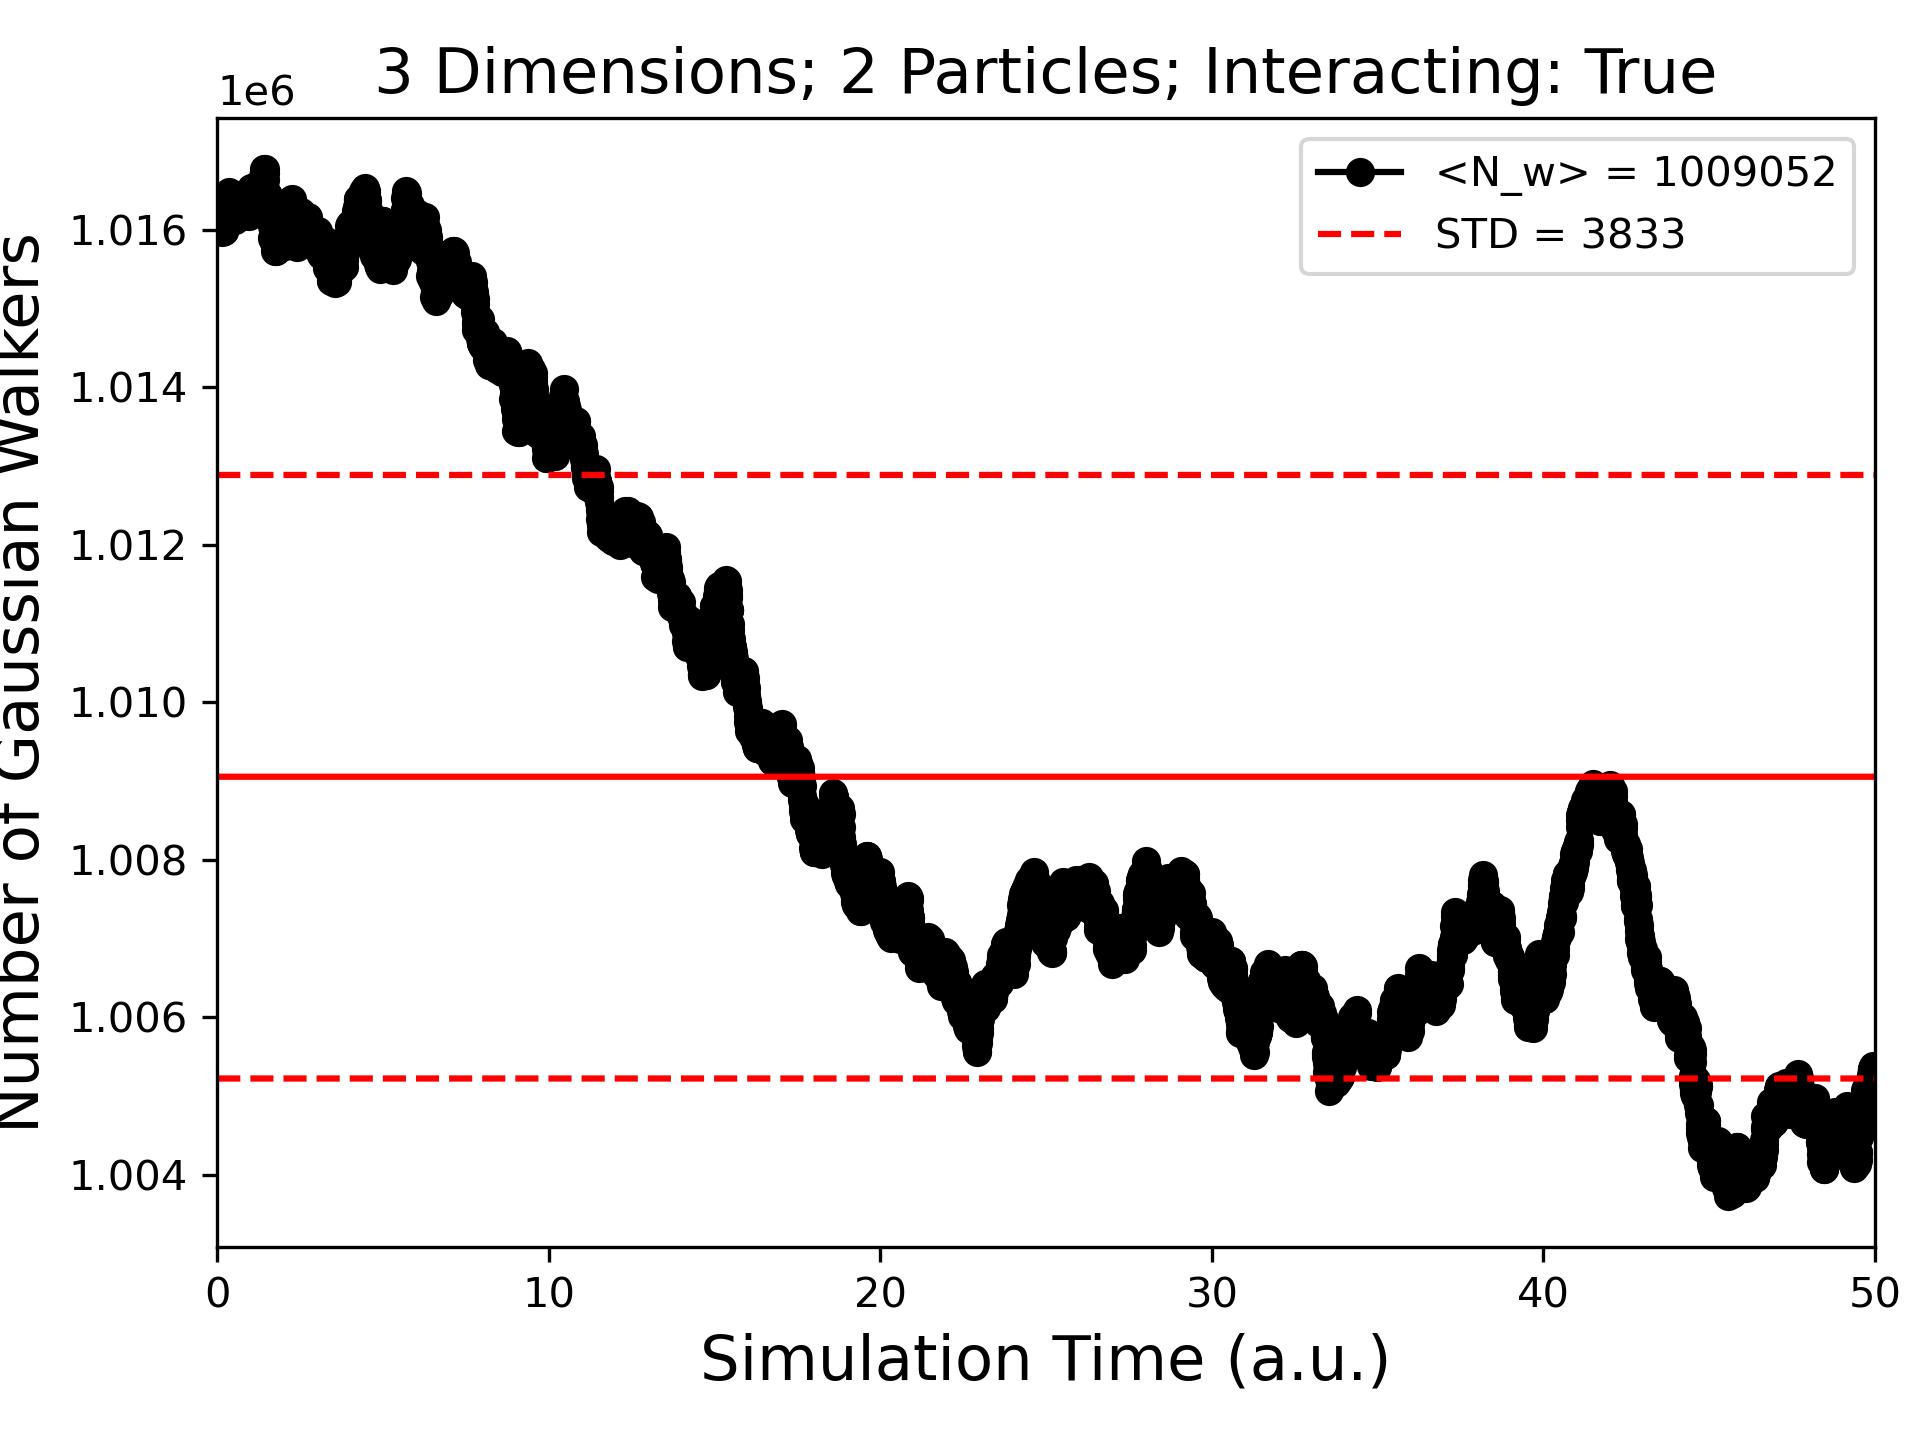 3 Dimensions; 2 Particles; Interacting: True
1e6
<N_w> = 1009052
STD = 3833
Number of Gaussian Walkers
1.016
1.014
1.012
1.010
1.008
1.006
1.004
0 10 20 30 40 50
Simulation Time (a.u.)